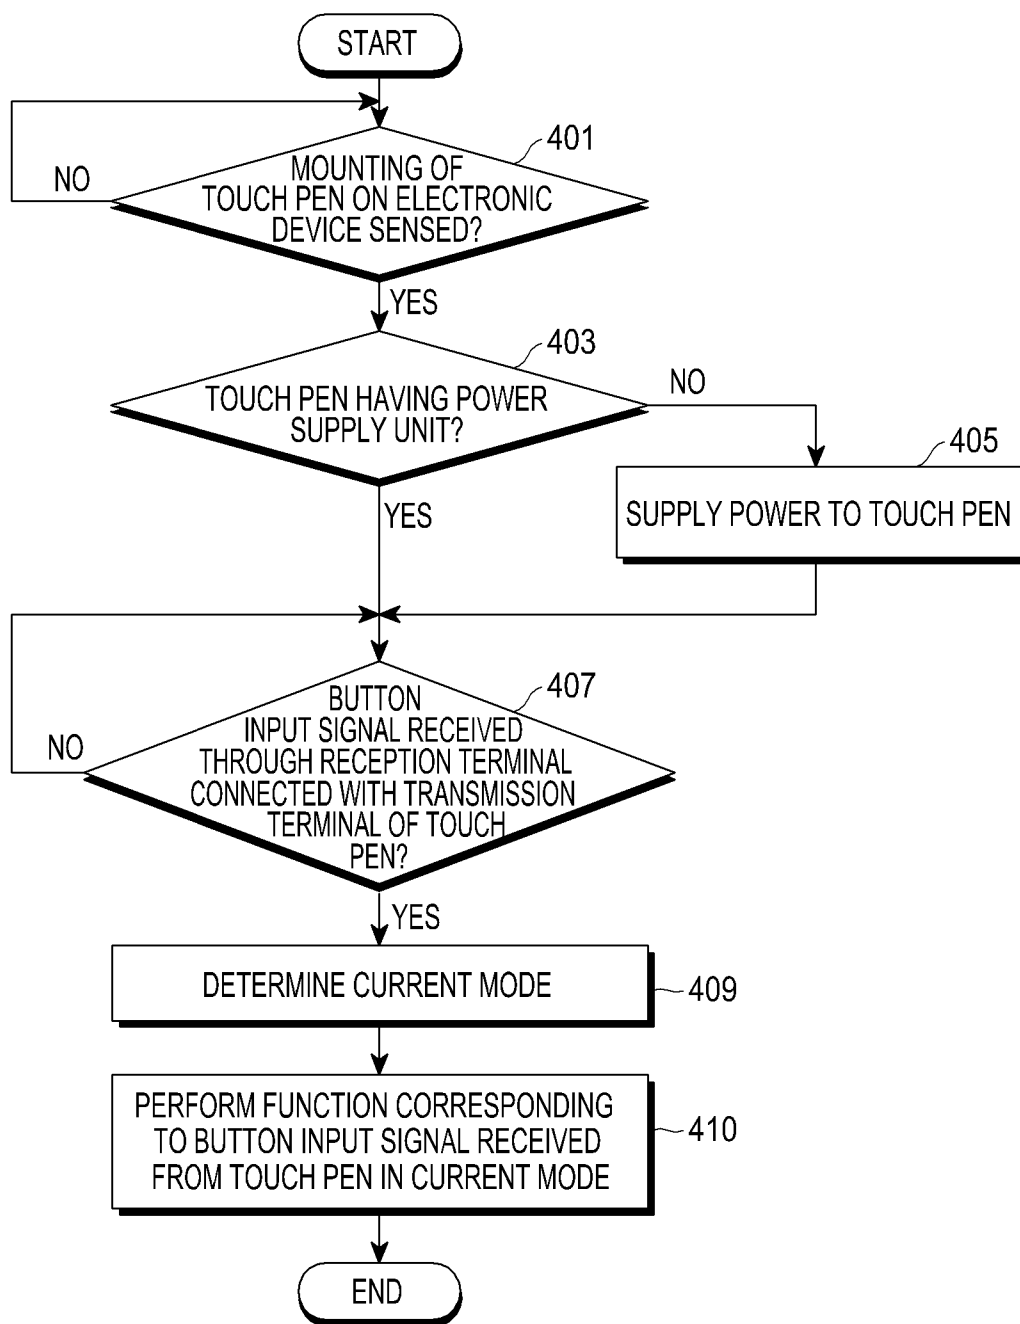 START
401
MOUNTING OF
TOUCH PEN ON ELECTRONIC
DEVICE SENSED?
NO
YES
403
TOUCH PEN HAVING POWER
SUPPLY UNIT?
NO
YES
405
SUPPLY POWER TO TOUCH PEN
407
BUTTON
INPUT SIGNAL RECEIVED
THROUGH RECEPTION TERMINAL
CONNECTED WITH TRANSMISSION
TERMINAL OF TOUCH
PEN?
NO
YES
DETERMINE CURRENT MODE
409
PERFORM FUNCTION CORRESPONDING
TO BUTTON INPUT SIGNAL RECEIVED
FROM TOUCH PEN IN CURRENT MODE
410
END